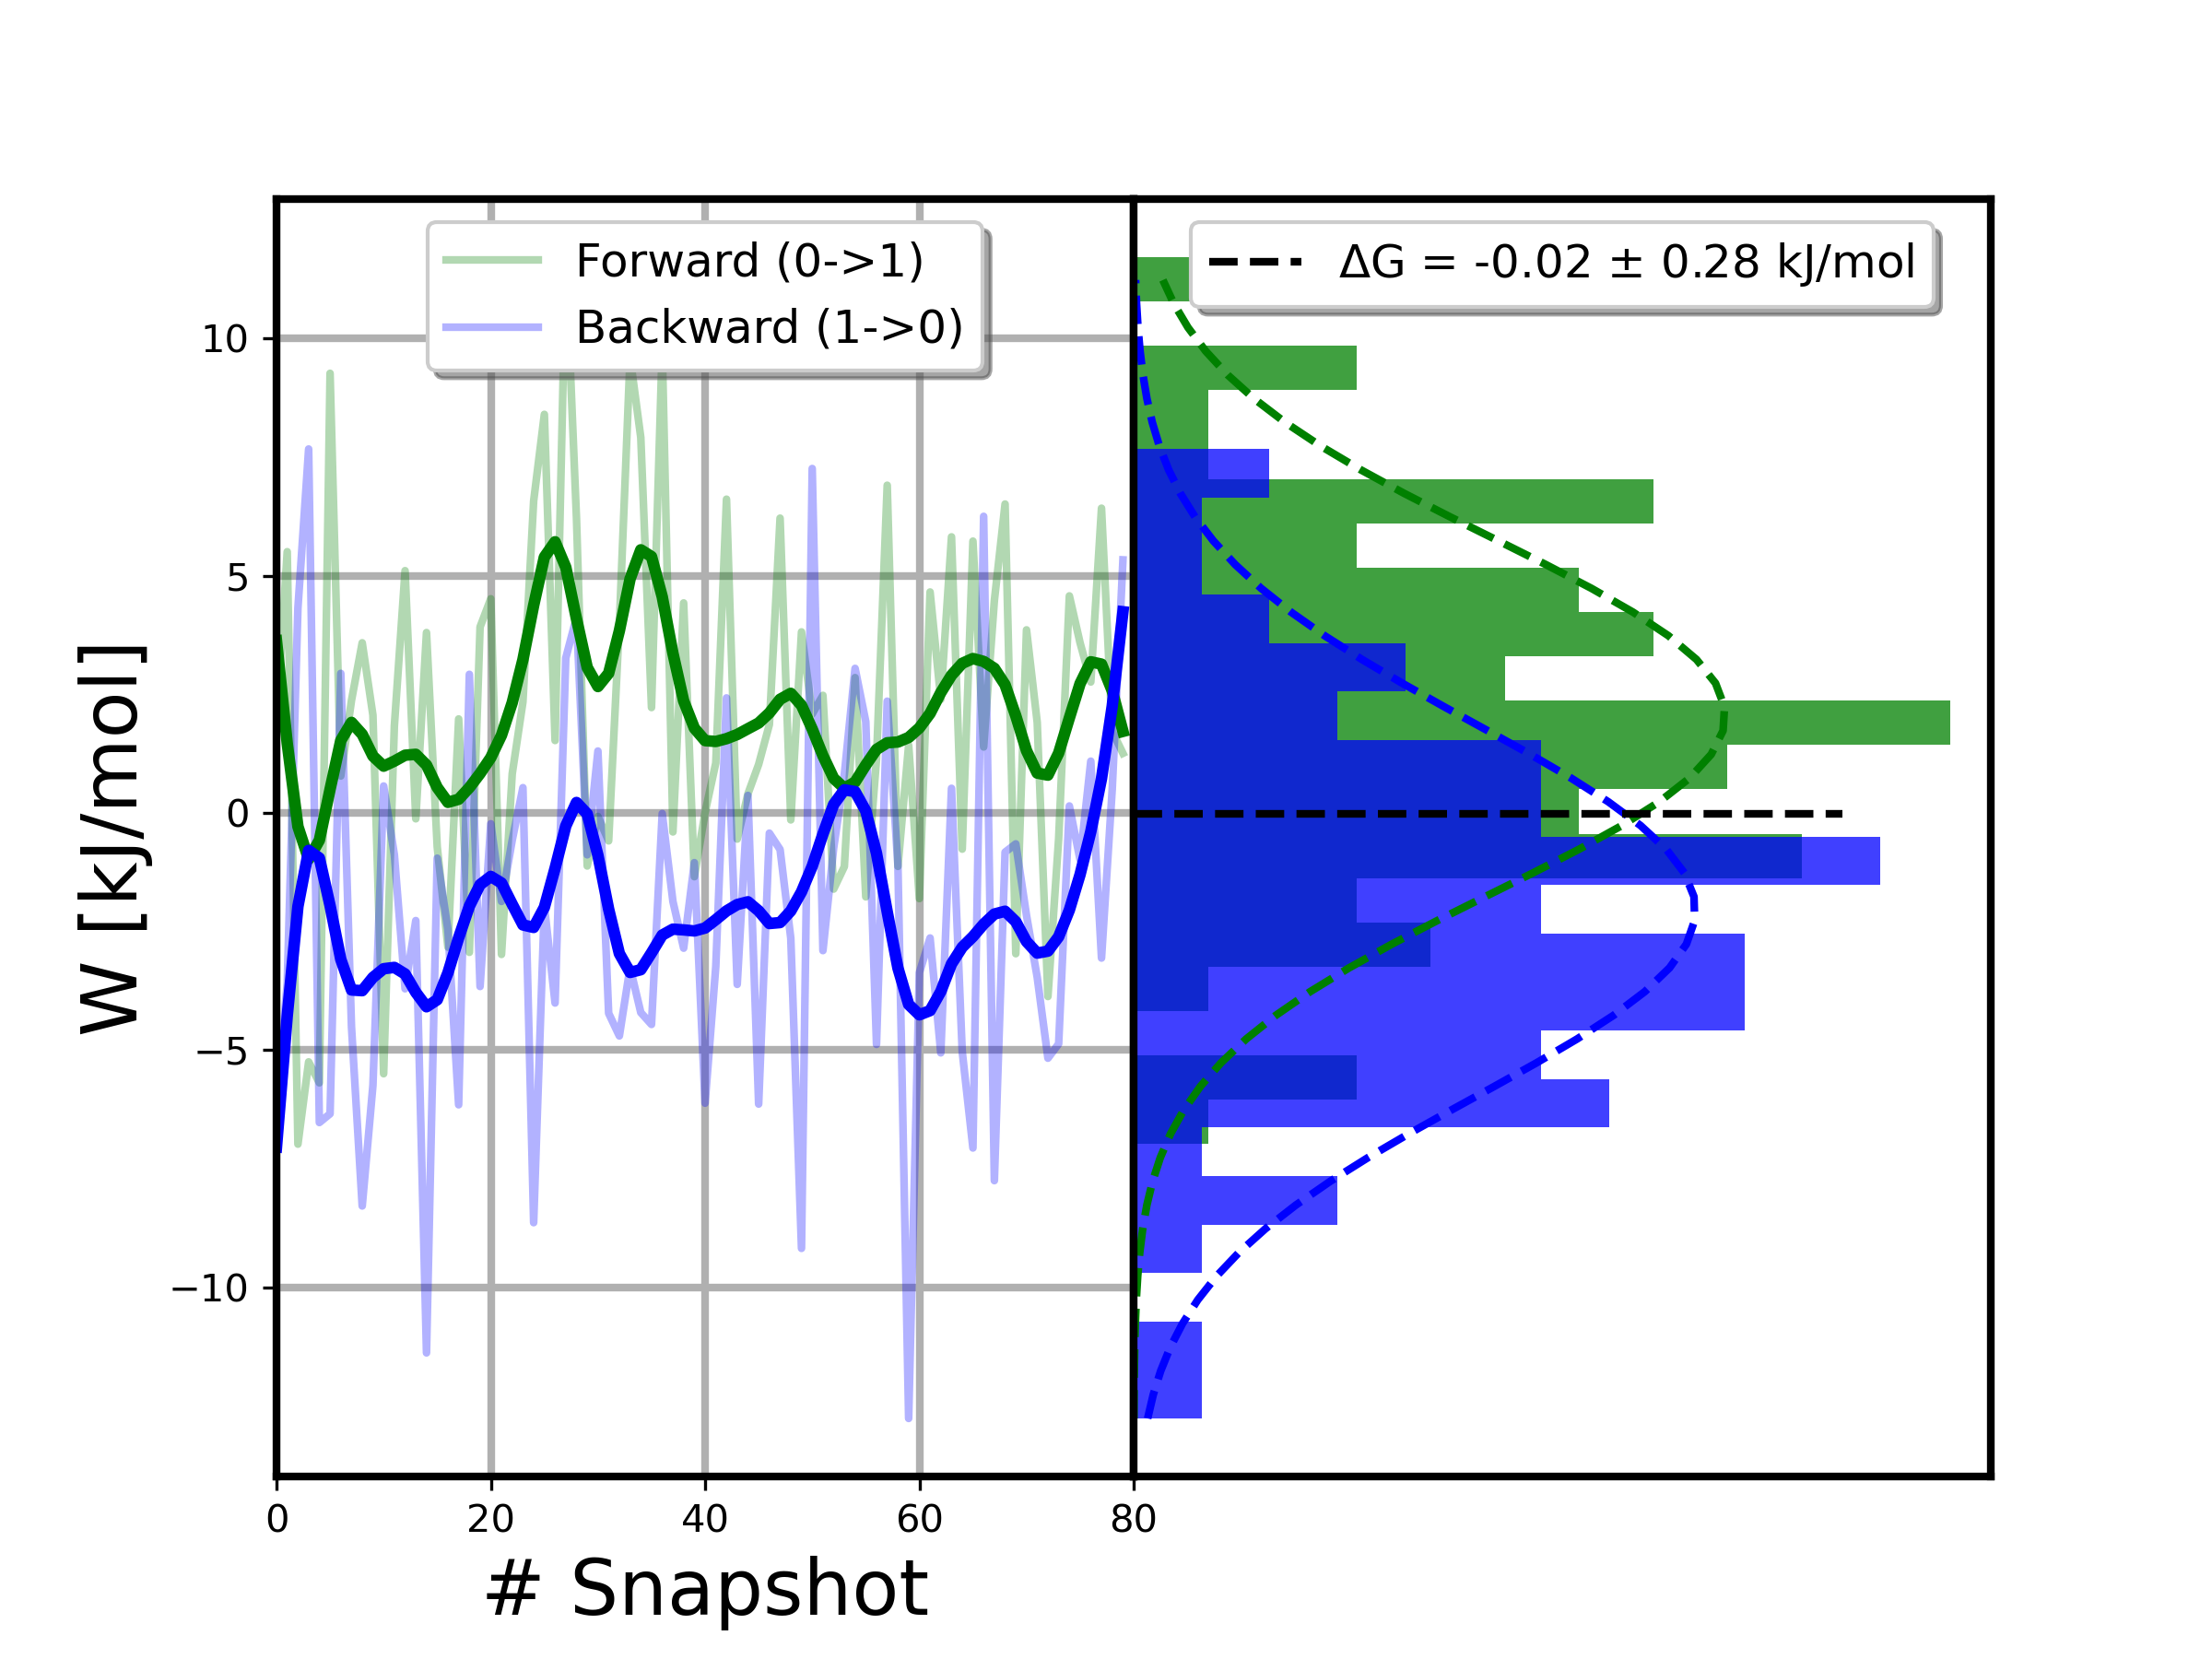 Forward (0->1)
Backward (1->0)
ΔG = -0.02 ± 0.28 kJ/mol
W [kJ/mol]
10
5
0
−5
−10
0 20 40 60 80
# Snapshot